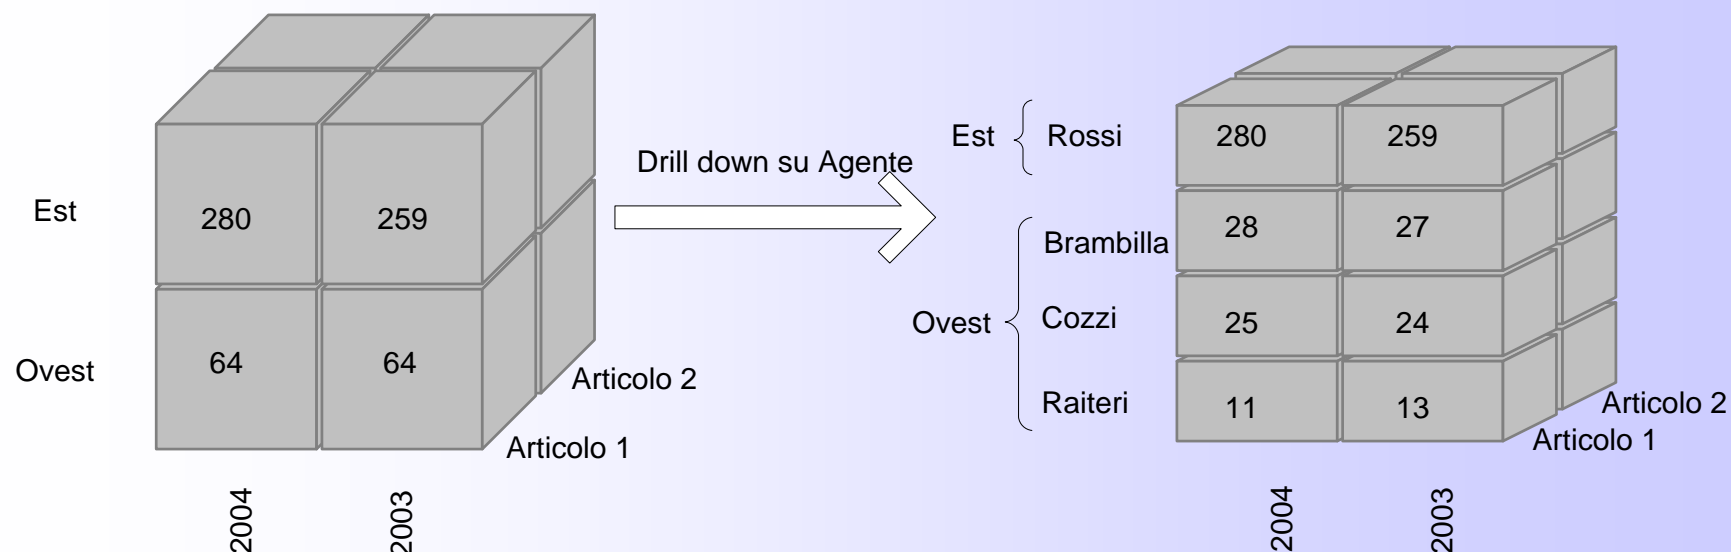 Drill down su Agente
Est
280 259
Ovest
64 64
Articolo 2
Articolo 1
2004 2003
Est Rossi 280 259
Brambilla 28 27
Ovest Cozzi 25 24
Raiteri 11 13
Articolo 2
Articolo 1
2004 2003